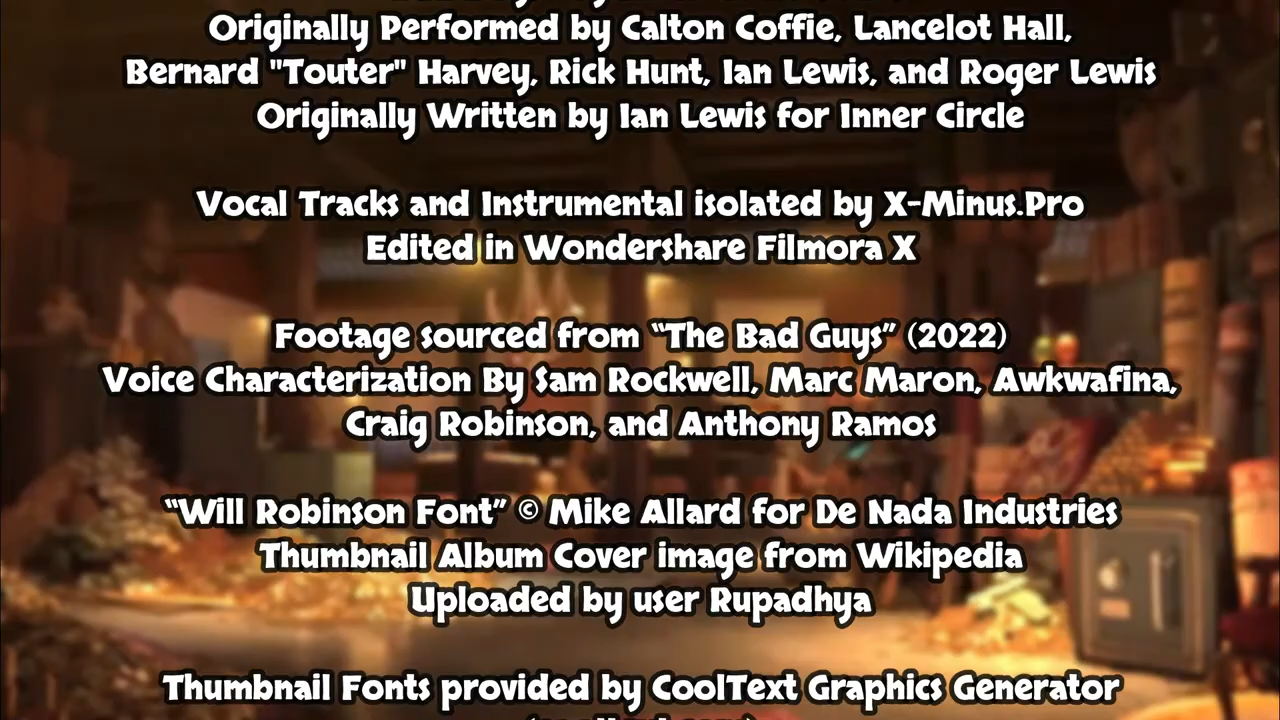 Originally Performed by Calton Coffie, Lancelot Hall,
Bernard "Touter" Harvey, Rick Hunt, Ian Lewis, and Roger Lewis
Originally Written by Ian Lewis for Inner Circle
Vocal Tracks and Instrumental isolated by X-Minus.Pro
Edited in Wondershare Filmora X
Footage sourced from “The Bad Guys” (2022)
Voice Characterization By Sam Rockwell, Marc Maron, Awkwafina,
Craig Robinson, and Anthony Ramos
“Will Robinson Font” © Mike Allard for De Nada Industries
Thumbnail Album Cover image from Wikipedia
Uploaded by user Rupadhya
Thumbnail Fonts provided by CoolText Graphics Generator